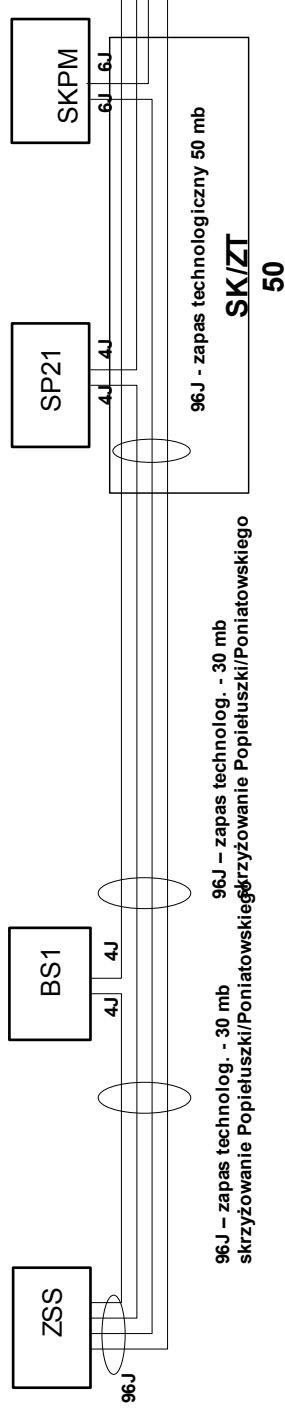 ZSS
96J
BS1
4J
4J
96J – zapas technolog. - 30 mb
skrzyżowanie Popiełuszki/Poniatowskiego
96J – zapas technolog. - 30 mb
skrzyżowanie Popiełuszki/Poniatowskiego
SP21
4J
4J
SKPM
6J
6J
96J - zapas technologiczny 50 mb
SK/ZT
50